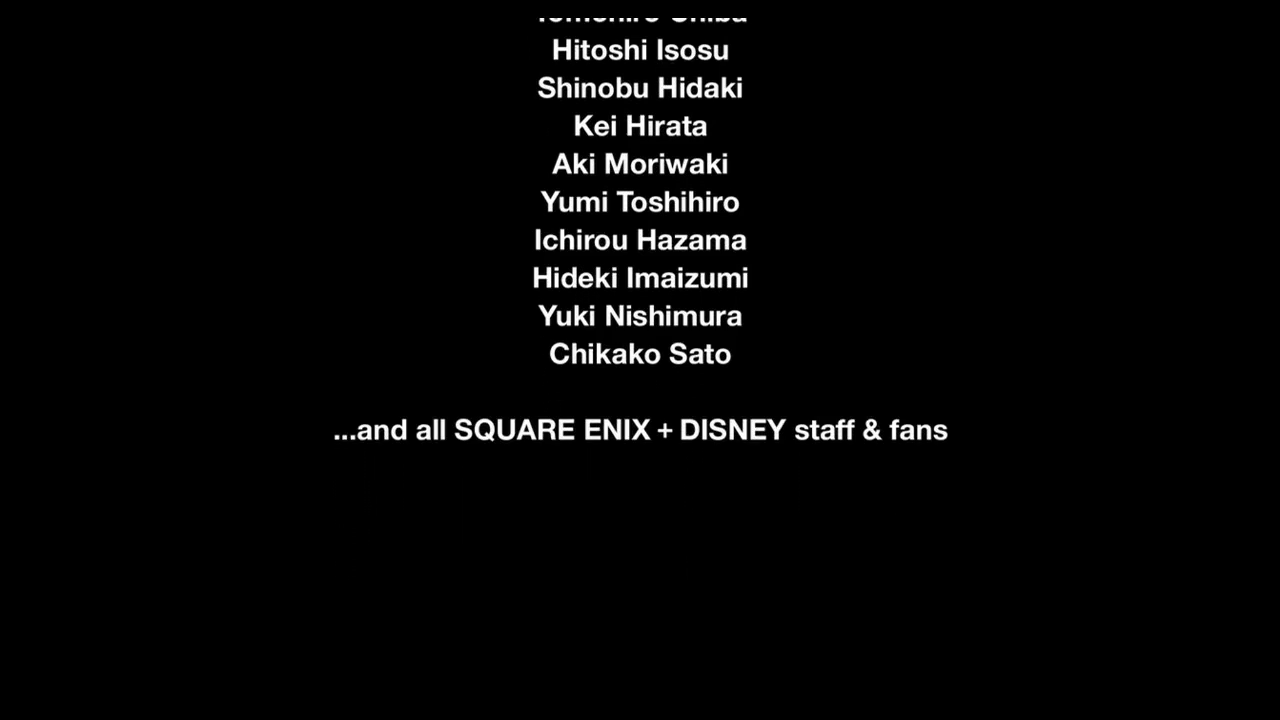 Hitoshi Isosu
Shinobu Hidaki
Kei Hirata
Aki Moriwaki
Yumi Toshihiro
Ichirou Hazama
Hideki Imaizumi
Yuki Nishimura
Chikako Sato
...and all SQUARE ENIX + DISNEY staff & fans